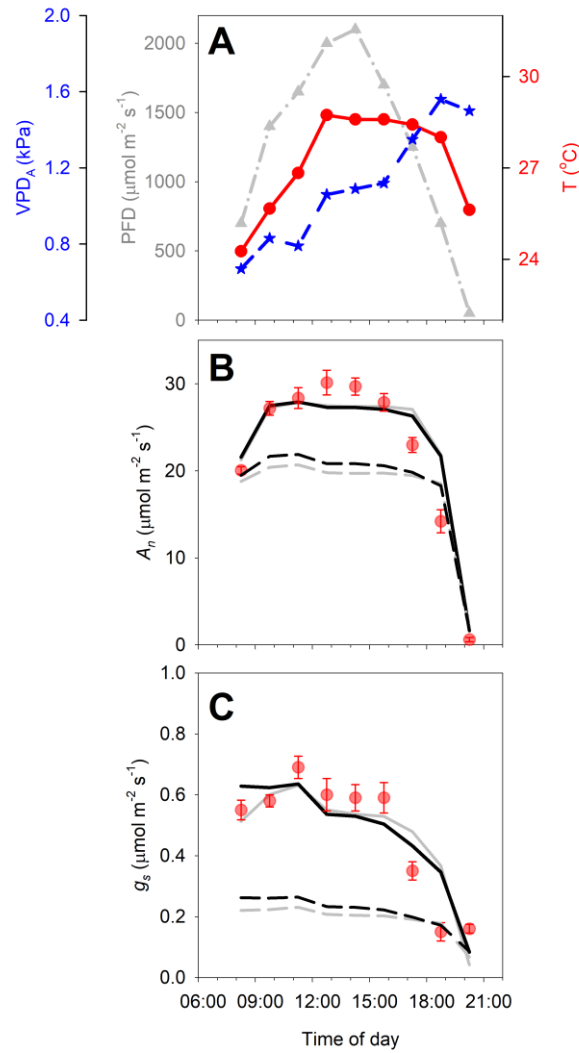 A
VPD_A (kPa)
2.0
1.6
1.2
0.8
0.4
PFD (μmol m⁻² s⁻¹)
2000
1500
1000
500
0
30
27
24
T (°C)
B
A_n (μmol m⁻² s⁻¹)
30
20
10
0
C
g_s (μmol m⁻² s⁻¹)
1.0
0.8
0.6
0.4
0.2
0.0
06:00 09:00 12:00 15:00 18:00 21:00
Time of day